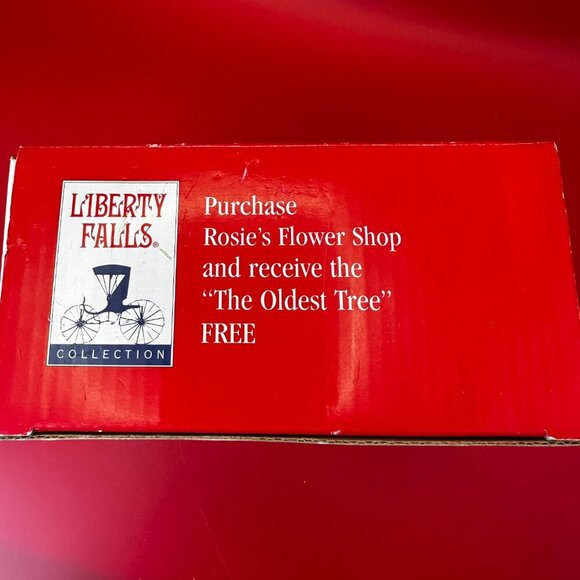 LIBERTY
FALLS®
COLLECTION
Purchase
Rosie's Flower Shop
and receive the
"The Oldest Tree"
FREE